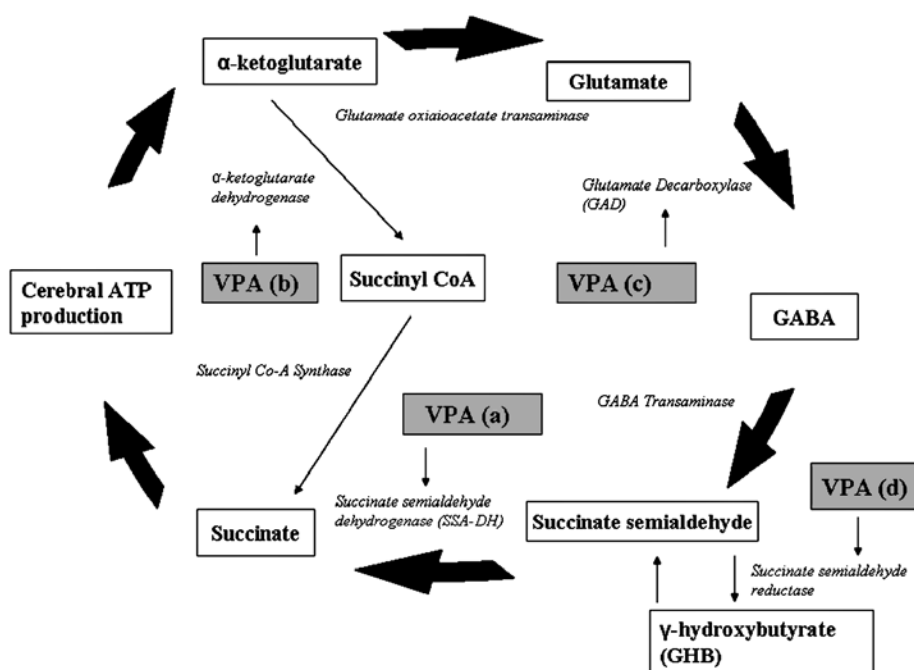 α-ketoglutarate
Glutamate
Glutamate oxiaioacetate transaminase
α-ketoglutarate
dehydrogenase
Glutamate Decarboxylase
(GAD)
Cerebral ATP
production
VPA (b)
Succinyl CoA
VPA (c)
GABA
Succinyl Co-A Synthase
VPA (a)
GABA Transaminase
VPA (d)
Succinate
Succinate semialdehyde
dehydrogenase (SSA-DH)
Succinate semialdehyde
Succinate semialdehyde
reductase
γ-hydroxybutyrate
(GHB)